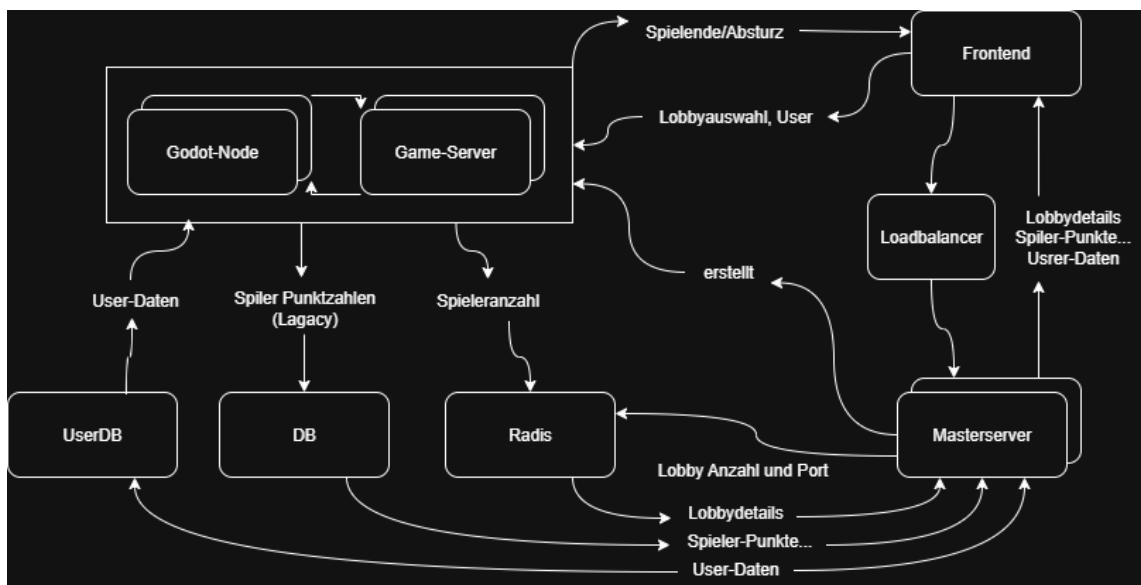 Spielende/Absturz
Frontend
Lobbyauswahl, User
Godot-Node
Game-Server
Loadbalancer
Lobbydetails
Spiler-Punkte...
Usrer-Daten
erstellt
User-Daten
Spiler Punktzahlen
(Lagacy)
Spieleranzahl
UserDB
DB
Radis
Masterserver
Lobby Anzahl und Port
Lobbydetails
Spieler-Punkte...
User-Daten